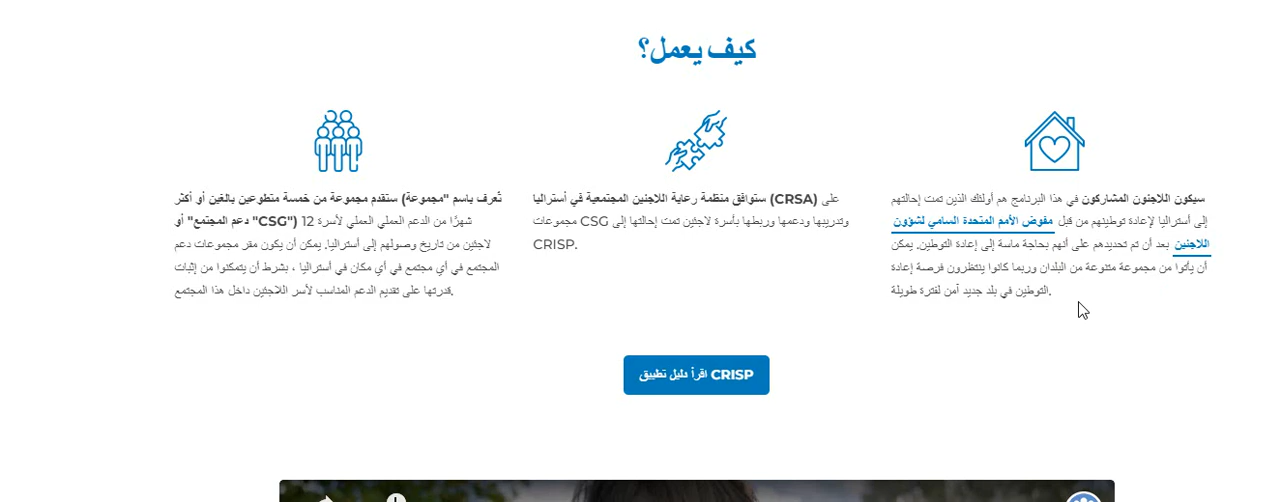 كيف يعمل؟
سيكون اللاجئون المشاركون في هذا البرنامج هم أولئك الذين تمت إحالتهم
إلى أستراليا لإعادة توطينهم من قبل مفوض الأمم المتحدة السامي لشؤون
اللاجئين بعد أن تم تحديدهم على أنهم بحاجة ماسة إلى إعادة التوطين. يمكن
أن يأتوا من مجموعة متنوعة من البلدان وربما كانوا ينتظرون فرصة إعادة
التوطين في بلد جديد آمن لفترة طويلة.
على (CRSA) ستوافق منظمة رعاية اللاجئين المجتمعية في أستراليا
وتدريبها ودعمها وربطها بأسرة لاجئين تمت إحالتها إلى CSG مجموعات
CRISP.
تُعرف باسم "مجموعة) ستقدم مجموعة من خمسة متطوعين بالغين أو أكثر
شهرًا من الدعم العملي العملي لأسرة 12 ("CSG" دعم المجتمع" أو
لاجئين من تاريخ وصولهم إلى أستراليا. يمكن أن يكون مقر مجموعات دعم
المجتمع في أي مجتمع في أي مكان في أستراليا ، بشرط أن يتمكنوا من إثبات
قدرتها على تقديم الدعم المناسب لأسر اللاجئين داخل هذا المجتمع.
CRISP اقرأ دليل تطبيق